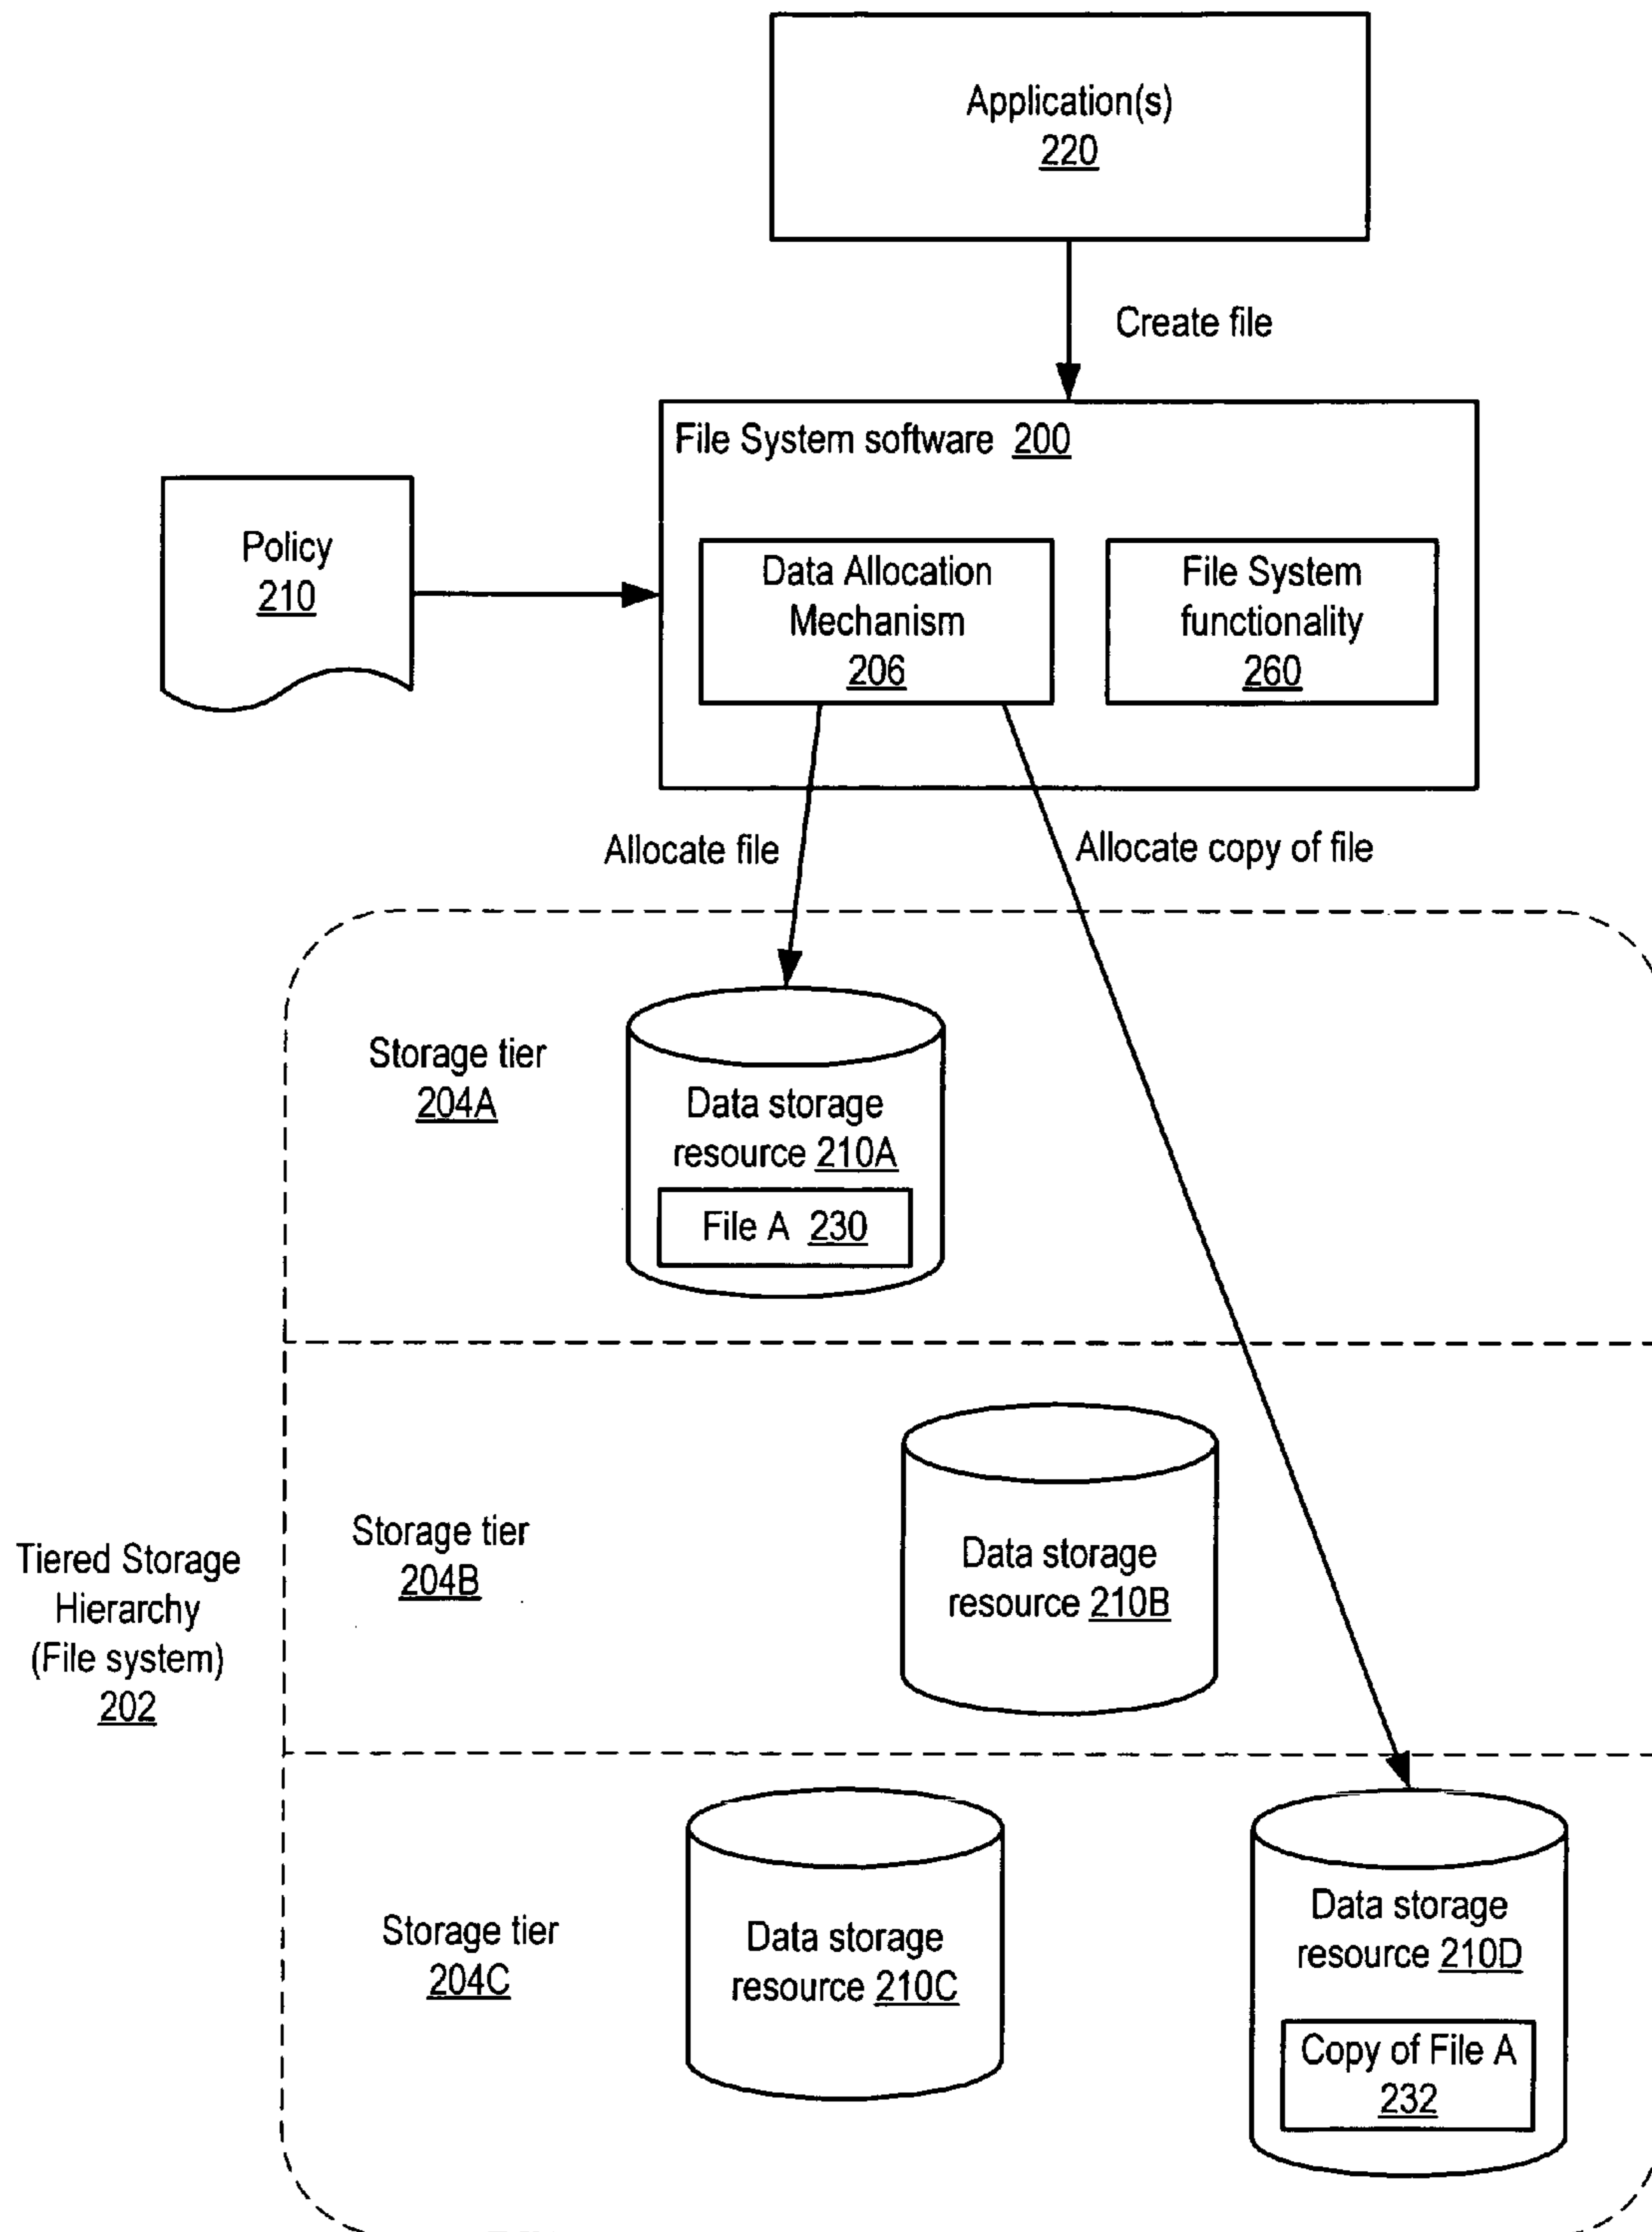 Application(s)
220
Create file
File System software 200
Policy
210
Data Allocation
Mechanism
206
File System
functionality
260
Allocate file
Allocate copy of file
Storage tier
204A
Data storage
resource 210A
File A 230
Storage tier
204B
Data storage
resource 210B
Tiered Storage
Hierarchy
(File system)
202
Storage tier
204C
Data storage
resource 210C
Data storage
resource 210D
Copy of File A
232